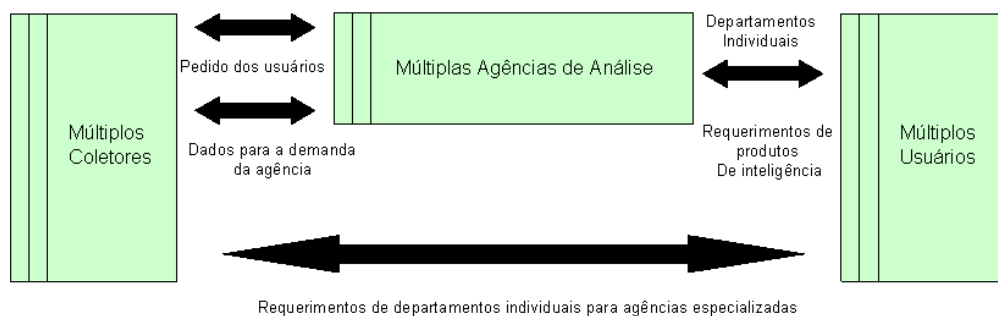 Múltiplos
Coletores
Pedido dos usuários
Dados para a demanda
da agência
Múltiplas Agências de Análise
Departamentos
Individuais
Requerimentos de
produtos
De inteligência
Múltiplos
Usuários
Requerimentos de departamentos individuais para agências especializadas